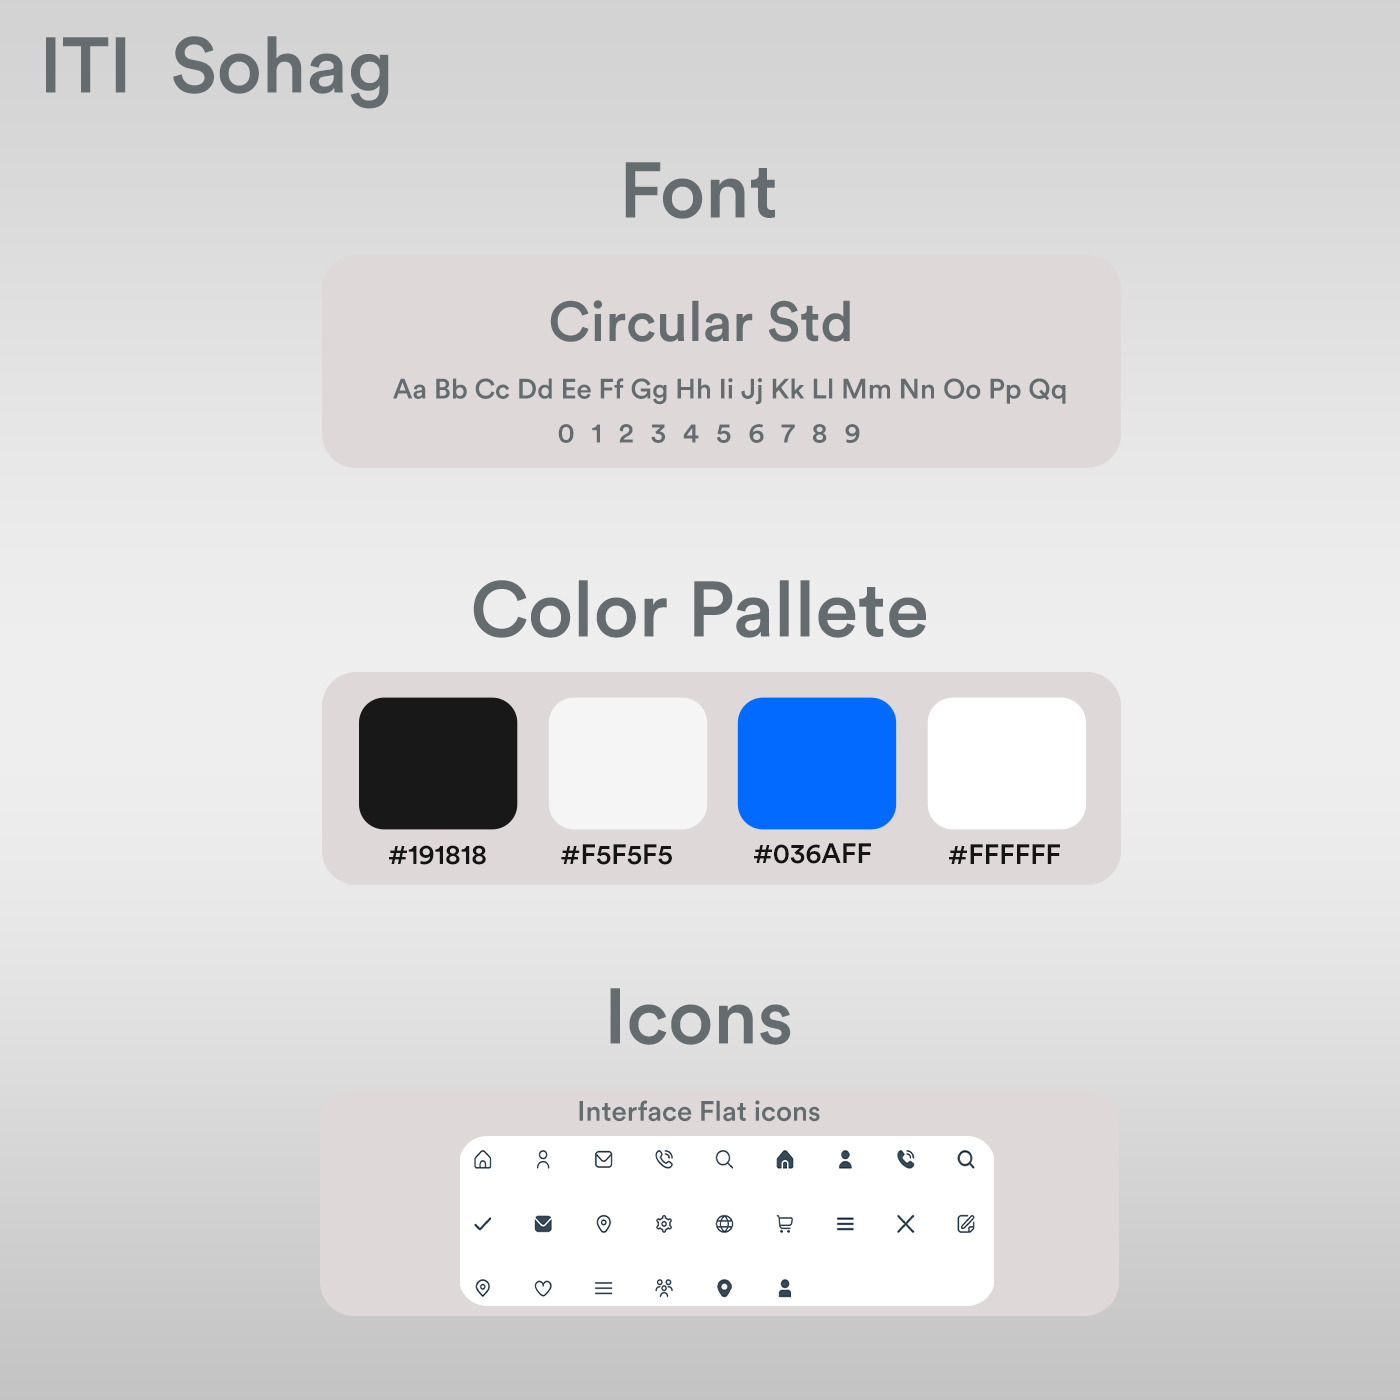 ITI Sohag
Font
Circular Std
Aa Bb Cc Dd Ee Ff Gg Hh Ii Jj Kk Ll Mm Nn Oo Pp Qq
0 1 2 3 4 5 6 7 8 9
Color Pallete
#191818 #F5F5F5 #036AFF #FFFFFF
Icons
Interface Flat icons